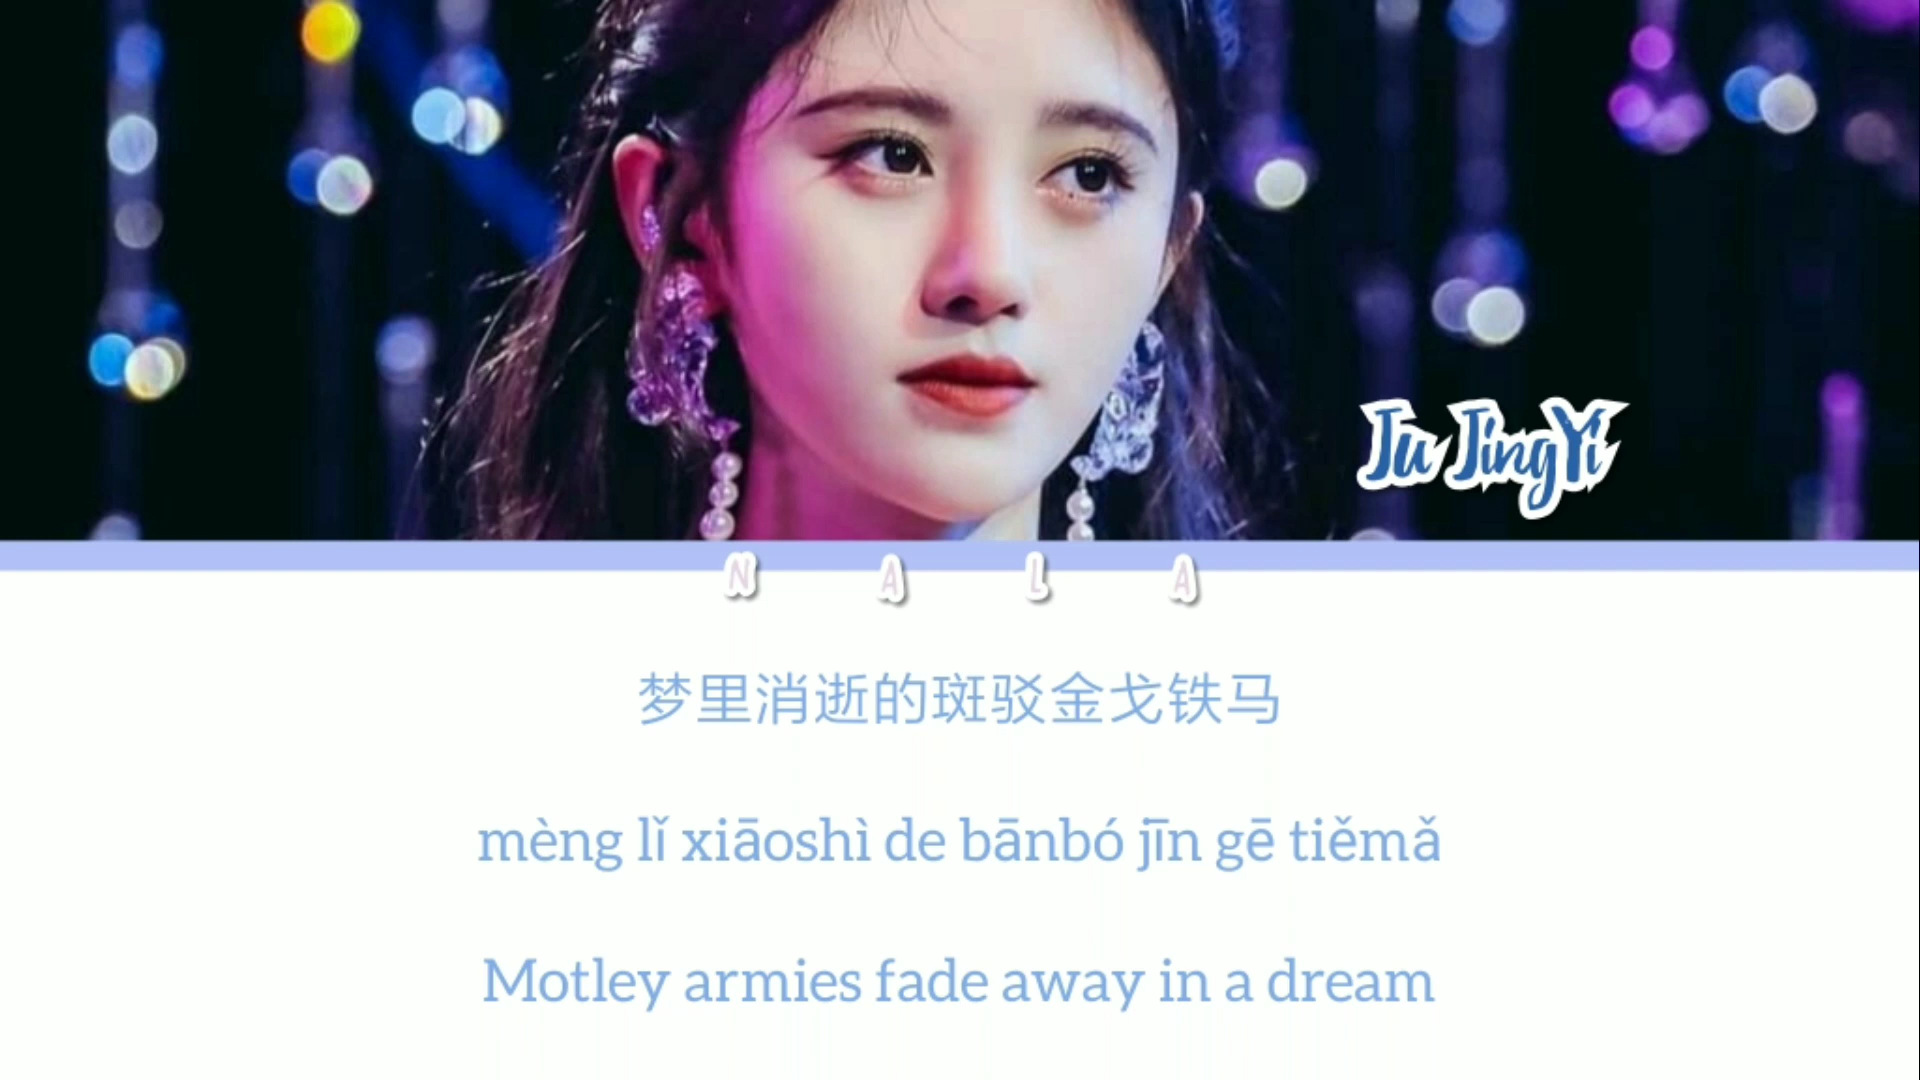 Ju JingYi
N A L A
梦里消逝的斑驳金戈铁马
mèng lǐ xiāoshì de bānbó jīn gē tiěmǎ
Motley armies fade away in a dream